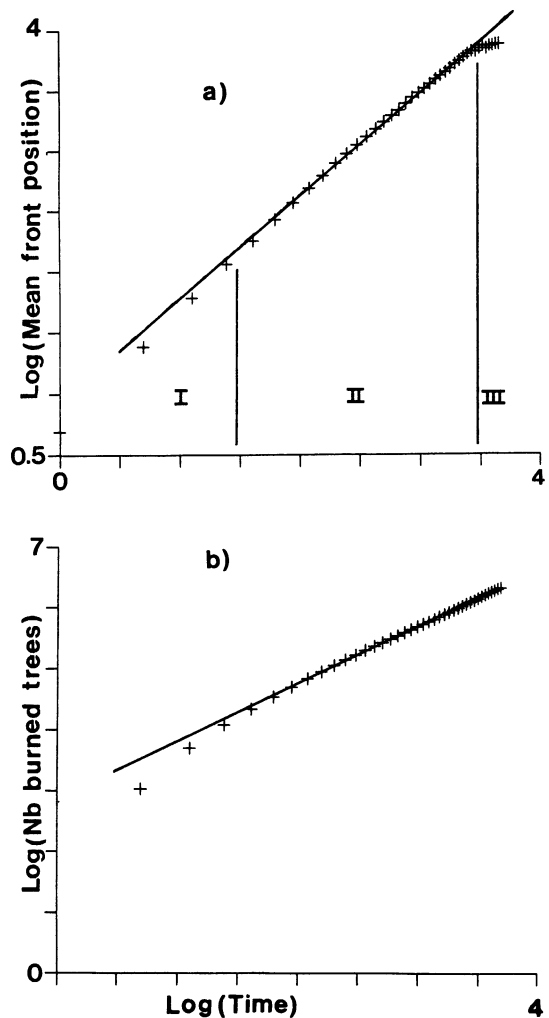 4
a)
Log(Mean front position)
I
II
III
0.5
0
4
7
b)
Log(Nb burned trees)
0
Log(Time)
4